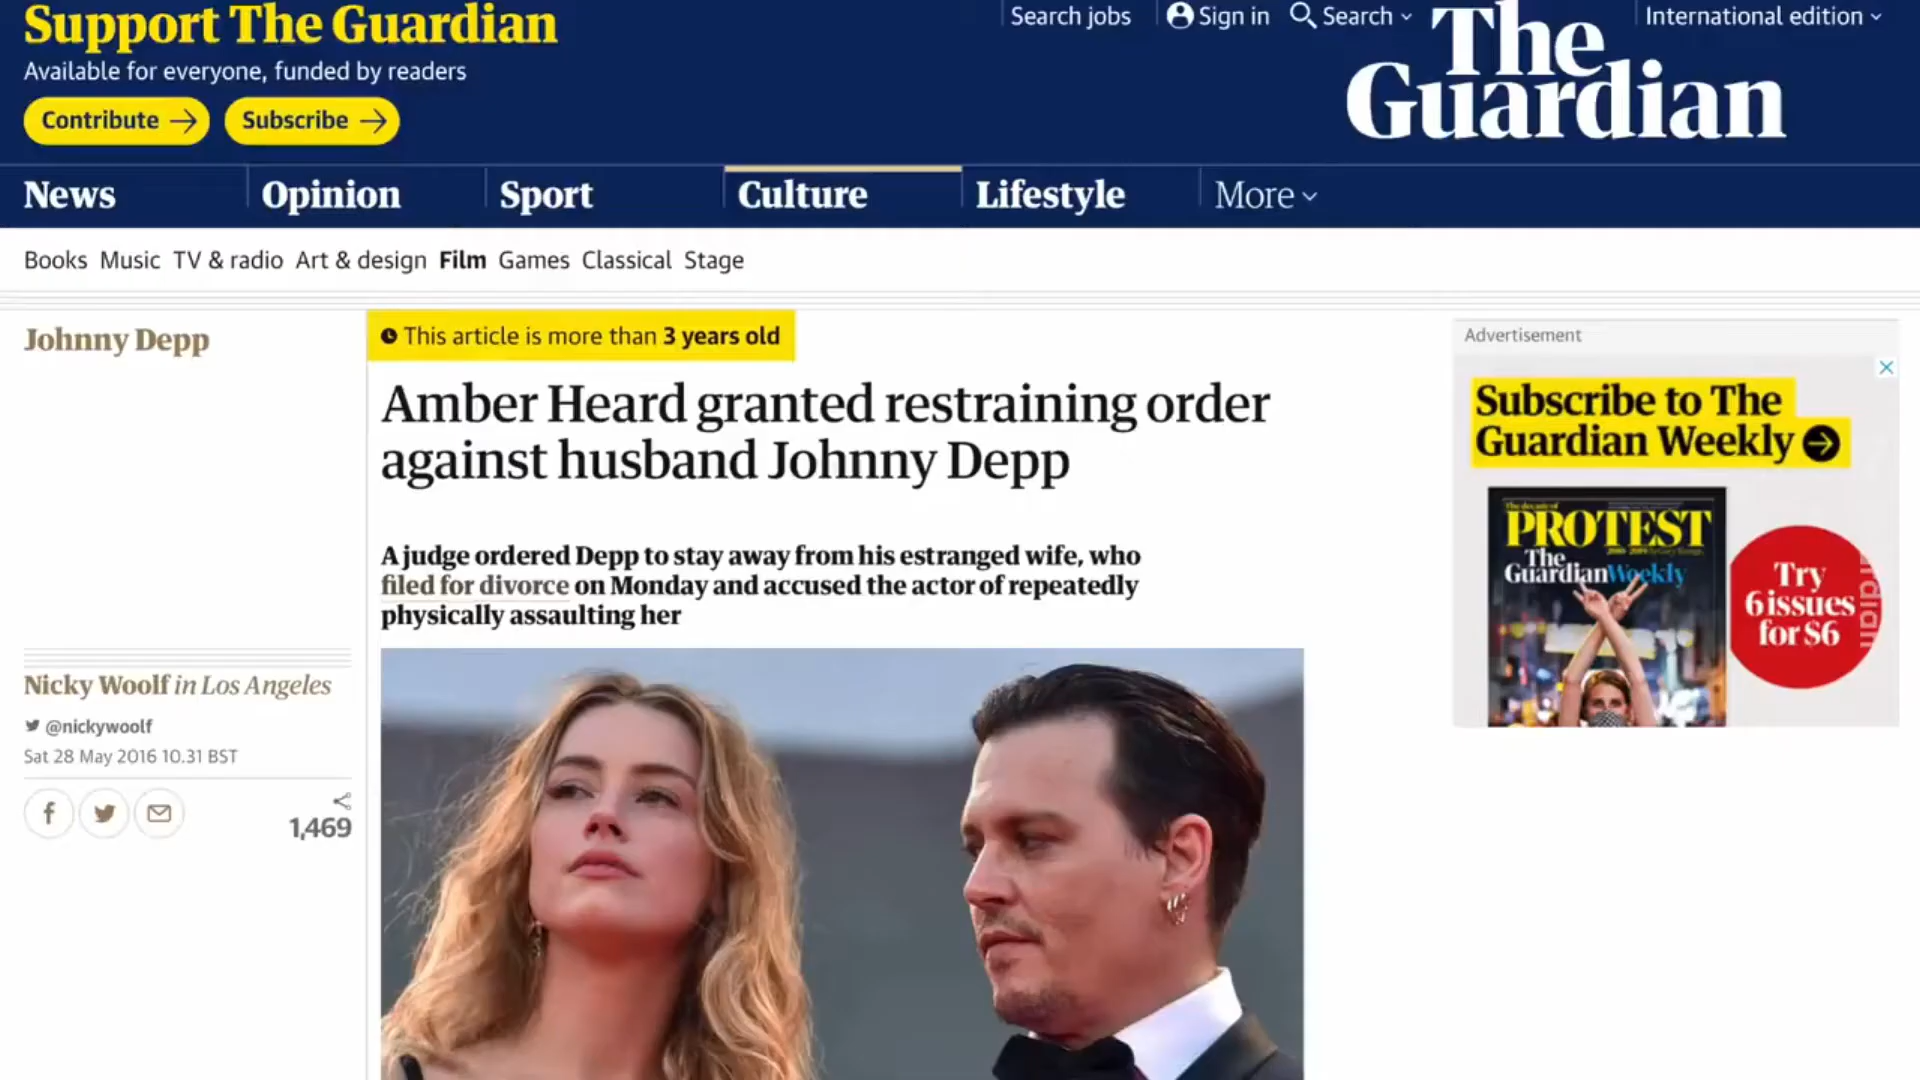 Support The Guardian
Available for everyone, funded by readers
Contribute
Subscribe
Search jobs
Sign in
Search
International edition
The
Guardian
News
Opinion
Sport
Culture
Lifestyle
More
Books Music TV & radio Art & design Film Games Classical Stage
Johnny Depp
This article is more than 3 years old
Amber Heard granted restraining order
against husband Johnny Depp
A judge ordered Depp to stay away from his estranged wife, who
filed for divorce on Monday and accused the actor of repeatedly
physically assaulting her
Nicky Woolf in Los Angeles
@nickywoolf
Sat 28 May 2016 10.31 BST
1,469
Advertisement
Subscribe to The
Guardian Weekly
PROTEST
The
Guardian Weekly
Try
6 issues
for $6